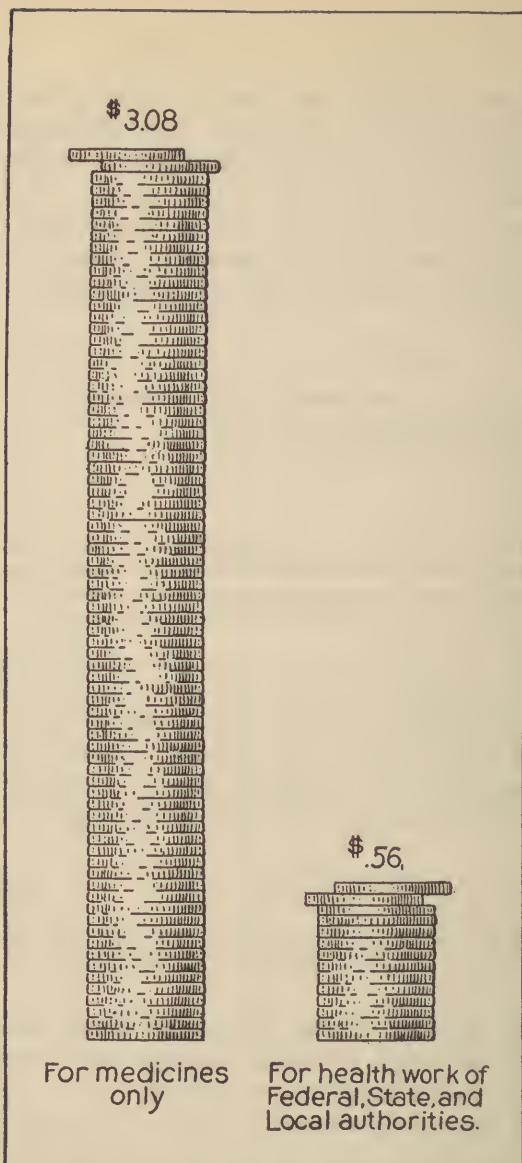 $3.08
$.56.
For medicines
only
For health work of
Federal, State, and
Local authorities.